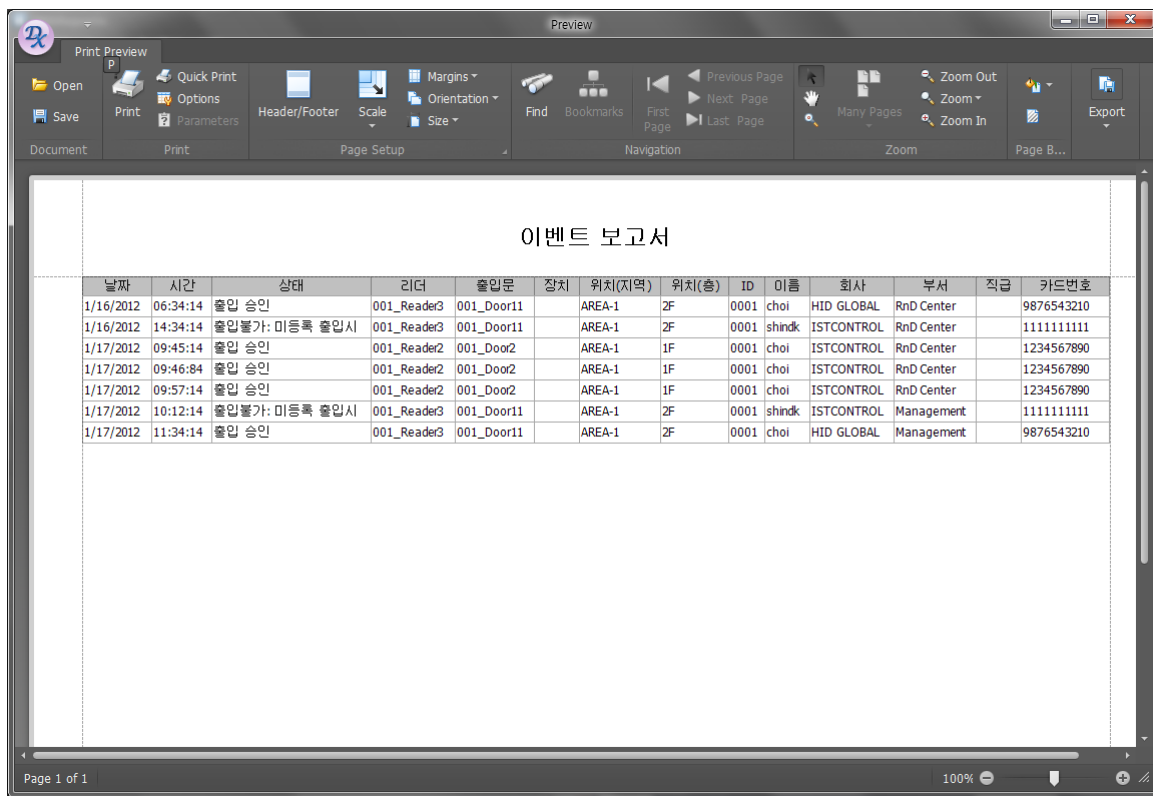 Preview
Print Preview
P
Open
Save
Print
Quick Print
Options
Parameters
Header/Footer
Scale
Margins
Orientation
Size
Find
Bookmarks
First Page
Previous Page
Next Page
Last Page
Many Pages
Zoom Out
Zoom
Zoom In
Export
Document Print Page Setup Navigation Zoom Page B...
이벤트 보고서
날짜 시간 상태 리더 출입문 장치 위치(지역) 위치(층) ID 이름 회사 부서 직급 카드번호
1/16/2012 06:34:14 출입 승인 001_Reader3 001_Door11 AREA-1 2F 0001 choi HID GLOBAL RnD Center 9876543210
1/16/2012 14:34:14 출입불가: 미등록 출입시 001_Reader3 001_Door11 AREA-1 2F 0001 shindk ISTCONTROL RnD Center 1111111111
1/17/2012 09:45:14 출입 승인 001_Reader2 001_Door2 AREA-1 1F 0001 choi ISTCONTROL RnD Center 1234567890
1/17/2012 09:46:84 출입 승인 001_Reader2 001_Door2 AREA-1 1F 0001 choi ISTCONTROL RnD Center 1234567890
1/17/2012 09:57:14 출입 승인 001_Reader2 001_Door2 AREA-1 1F 0001 choi ISTCONTROL RnD Center 1234567890
1/17/2012 10:12:14 출입불가: 미등록 출입시 001_Reader3 001_Door11 AREA-1 2F 0001 shindk ISTCONTROL Management 1111111111
1/17/2012 11:34:14 출입 승인 001_Reader3 001_Door11 AREA-1 2F 0001 choi HID GLOBAL Management 9876543210
Page 1 of 1
100%